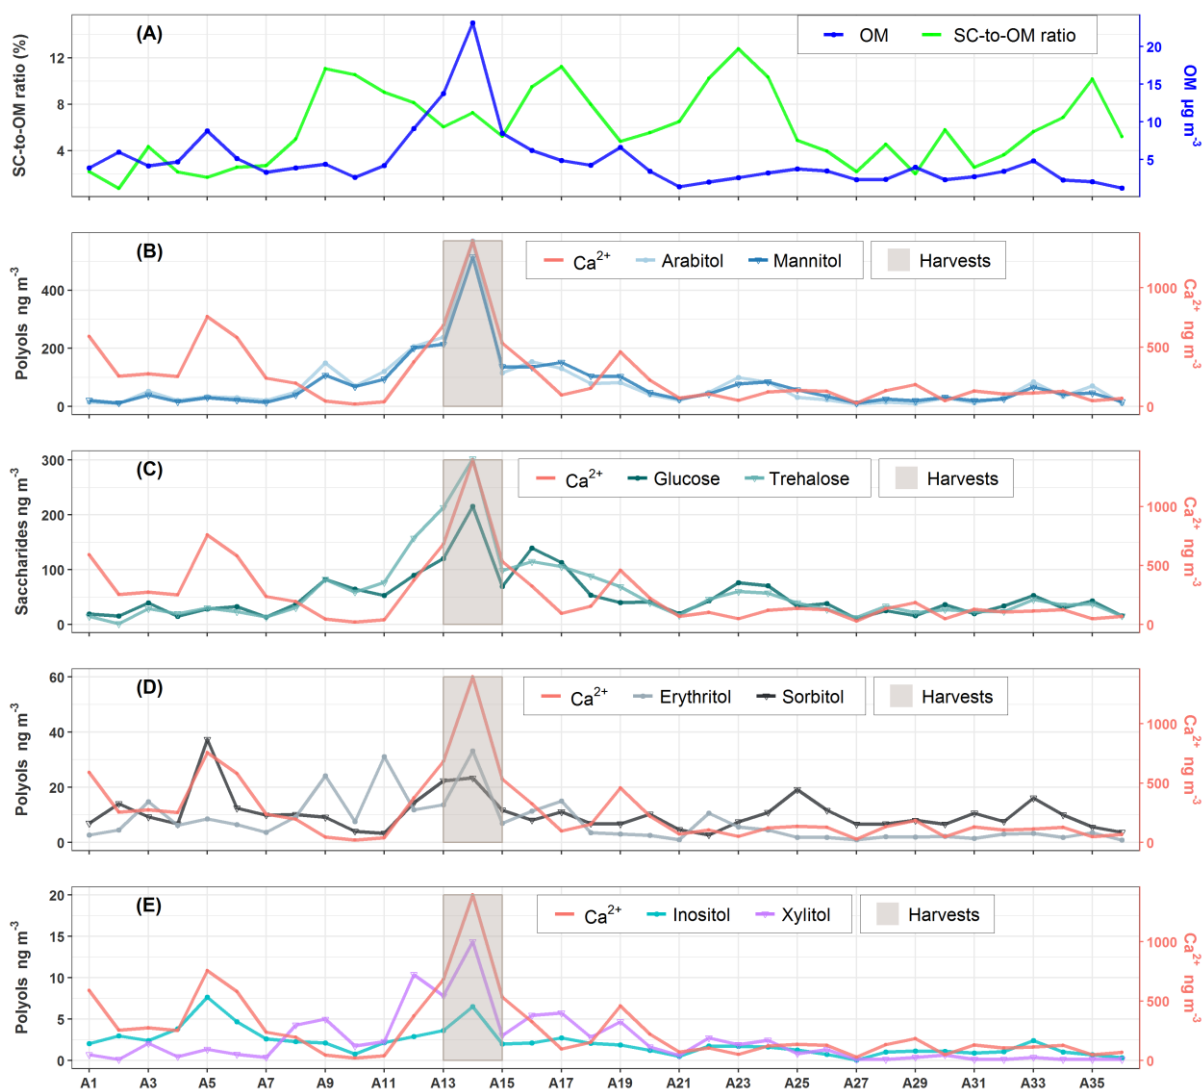 (A)
OM
SC-to-OM ratio
SC-to-OM ratio (%)
12
8
4
20
15
10
5
OM µg m-3
(B)
Ca2+
Arabitol
Mannitol
Harvests
Polyols ng m-3
400
200
0
1000
500
0
Ca2+ ng m-3
(C)
Ca2+
Glucose
Trehalose
Harvests
Saccharides ng m-3
300
200
100
0
1000
500
0
Ca2+ ng m-3
(D)
Ca2+
Erythritol
Sorbitol
Harvests
Polyols ng m-3
60
40
20
0
1000
500
0
Ca2+ ng m-3
(E)
Ca2+
Inositol
Xylitol
Harvests
Polyols ng m-3
20
15
10
5
0
1000
500
0
Ca2+ ng m-3
A1 A3 A5 A7 A9 A11 A13 A15 A17 A19 A21 A23 A25 A27 A29 A31 A33 A35